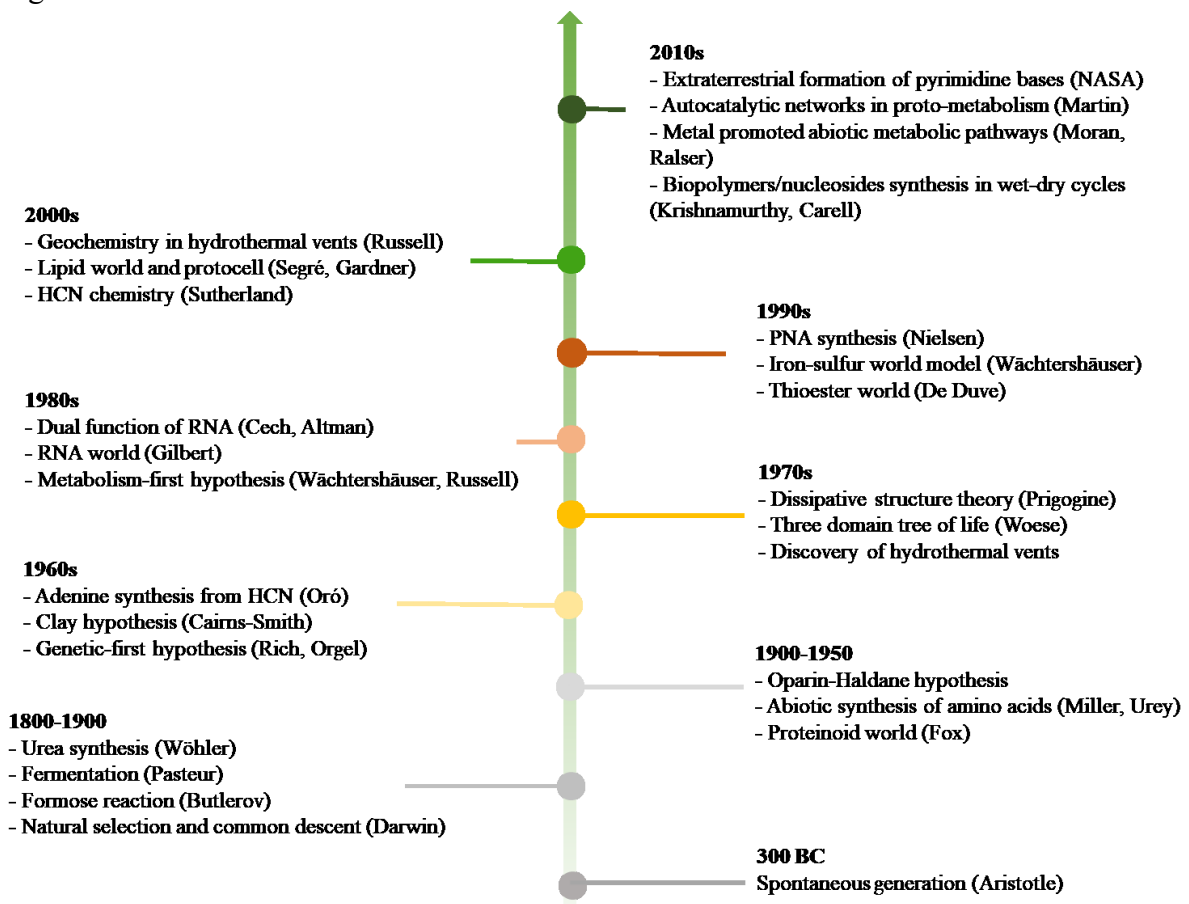 2010s
- Extraterrestrial formation of pyrimidine bases (NASA)
- Autocatalytic networks in proto-metabolism (Martin)
- Metal promoted abiotic metabolic pathways (Moran,
Ralser)
- Biopolymers/nucleosides synthesis in wet-dry cycles
(Krishnamurthy, Carell)
2000s
- Geochemistry in hydrothermal vents (Russell)
- Lipid world and protocell (Segré, Gardner)
- HCN chemistry (Sutherland)
1990s
- PNA synthesis (Nielsen)
- Iron-sulfur world model (Wächtershäuser)
- Thioester world (De Duve)
1980s
- Dual function of RNA (Cech, Altman)
- RNA world (Gilbert)
- Metabolism-first hypothesis (Wächtershäuser, Russell)
1970s
- Dissipative structure theory (Prigogine)
- Three domain tree of life (Woese)
- Discovery of hydrothermal vents
1960s
- Adenine synthesis from HCN (Oró)
- Clay hypothesis (Cairns-Smith)
- Genetic-first hypothesis (Rich, Orgel)
1900-1950
- Oparin-Haldane hypothesis
- Abiotic synthesis of amino acids (Miller, Urey)
- Proteinoid world (Fox)
1800-1900
- Urea synthesis (Wöhler)
- Fermentation (Pasteur)
- Formose reaction (Butlerov)
- Natural selection and common descent (Darwin)
300 BC
Spontaneous generation (Aristotle)